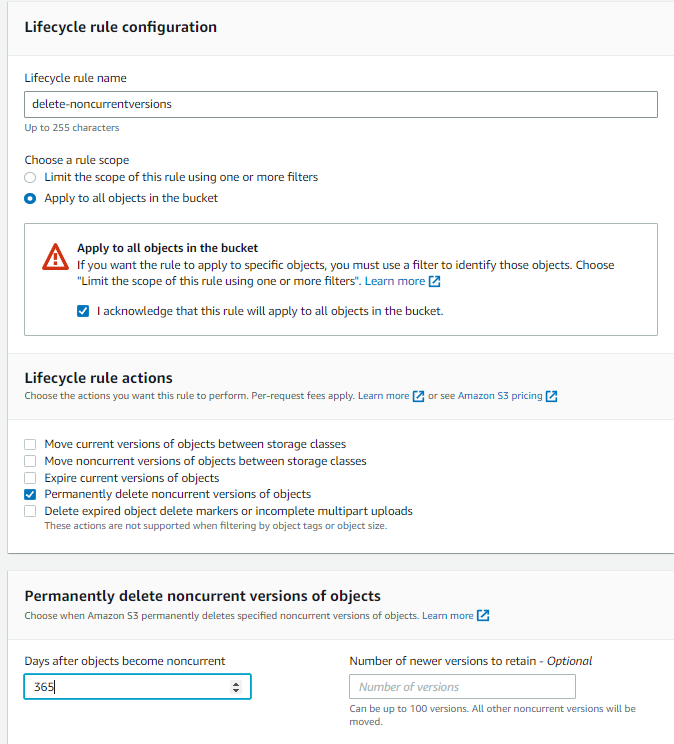 Lifecycle rule configuration
Lifecycle rule name
delete-noncurrentversions
Up to 255 characters
Choose a rule scope
Limit the scope of this rule using one or more filters
Apply to all objects in the bucket
Apply to all objects in the bucket
If you want the rule to apply to specific objects, you must use a filter to identify those objects. Choose
"Limit the scope of this rule using one or more filters". Learn more
I acknowledge that this rule will apply to all objects in the bucket.
Lifecycle rule actions
Choose the actions you want this rule to perform. Per-request fees apply. Learn more or see Amazon S3 pricing
Move current versions of objects between storage classes
Move noncurrent versions of objects between storage classes
Expire current versions of objects
Permanently delete noncurrent versions of objects
Delete expired object delete markers or incomplete multipart uploads
These actions are not supported when filtering by object tags or object size.
Permanently delete noncurrent versions of objects
Choose when Amazon S3 permanently deletes specified noncurrent versions of objects. Learn more
Days after objects become noncurrent
365
Number of newer versions to retain - Optional
Number of versions
Can be up to 100 versions. All other noncurrent versions will be
moved.